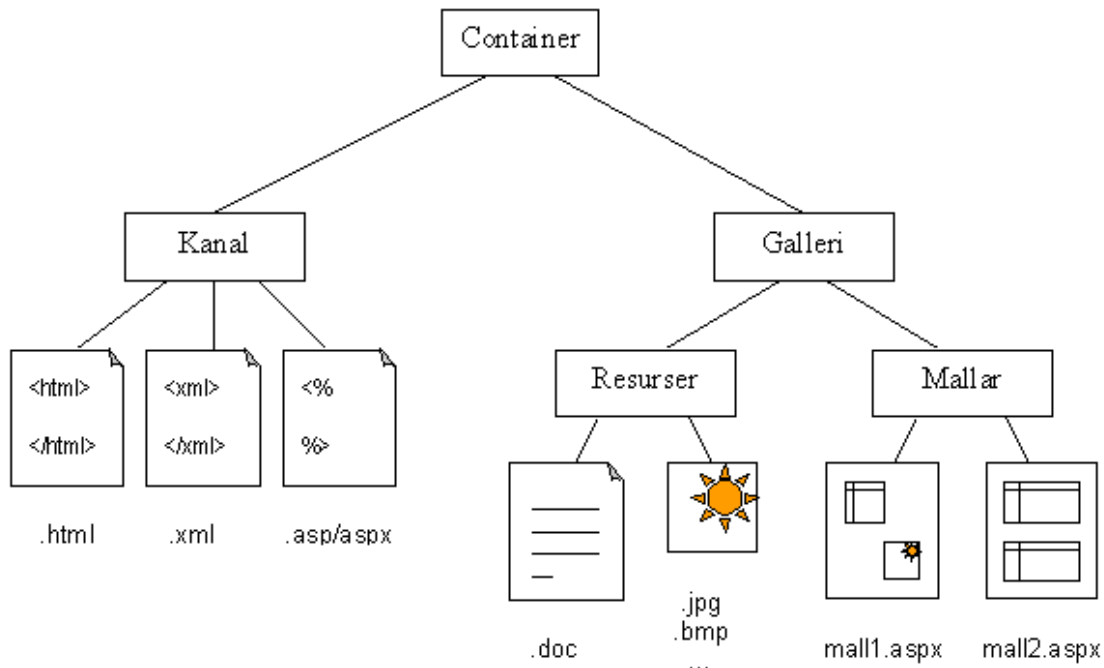 Container
Kanal
Galleri
<html>
</html>
<xml>
</xml>
<%
%>
Resurser
Mallar
.html
.xml
.asp/aspx
.doc
.jpg
.bmp
...
mall1.aspx
mall2.aspx